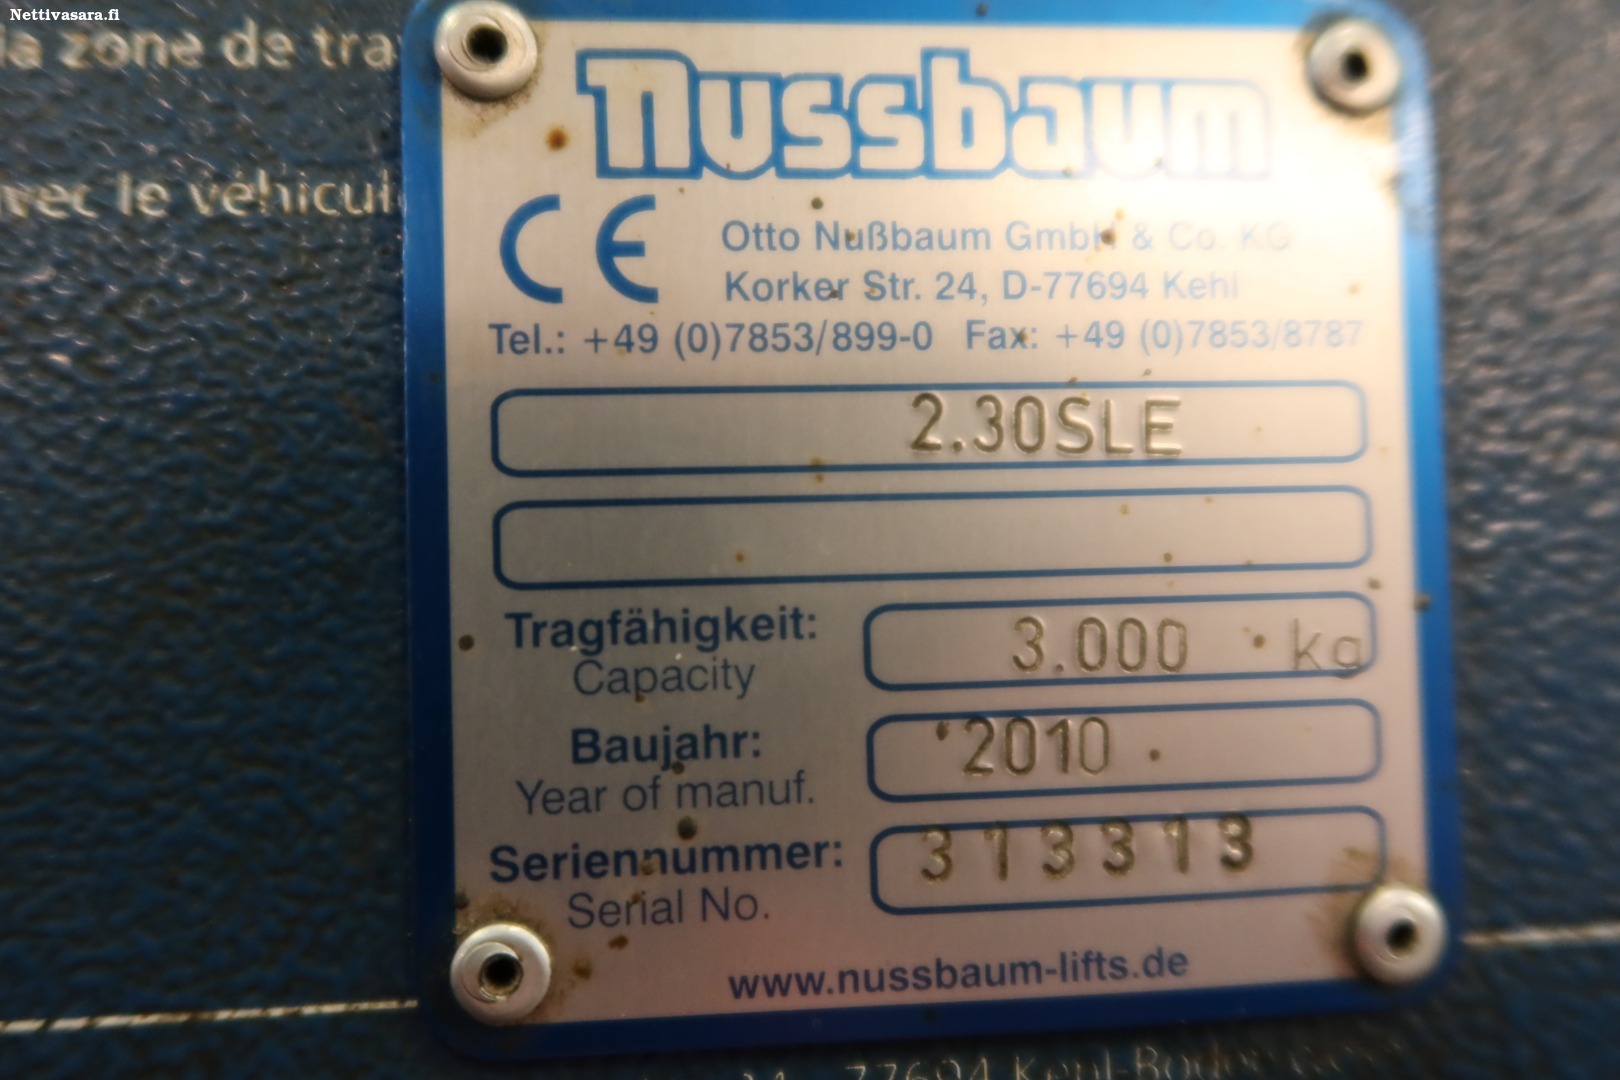 Nettivasara.fi
la zone de tra
avec le véhicul
nussbaum
CE Otto Nußbaum GmbH & Co. KG
Korker Str. 24, D-77694 Kehl
Tel.: +49 (0)7853/899-0 Fax: +49 (0)7853/8787
2.30SLE
Tragfähigkeit: 3.000 kg
Capacity
Baujahr: 2010
Year of manuf.
Seriennummer: 313313
Serial No.
www.nussbaum-lifts.de
77694